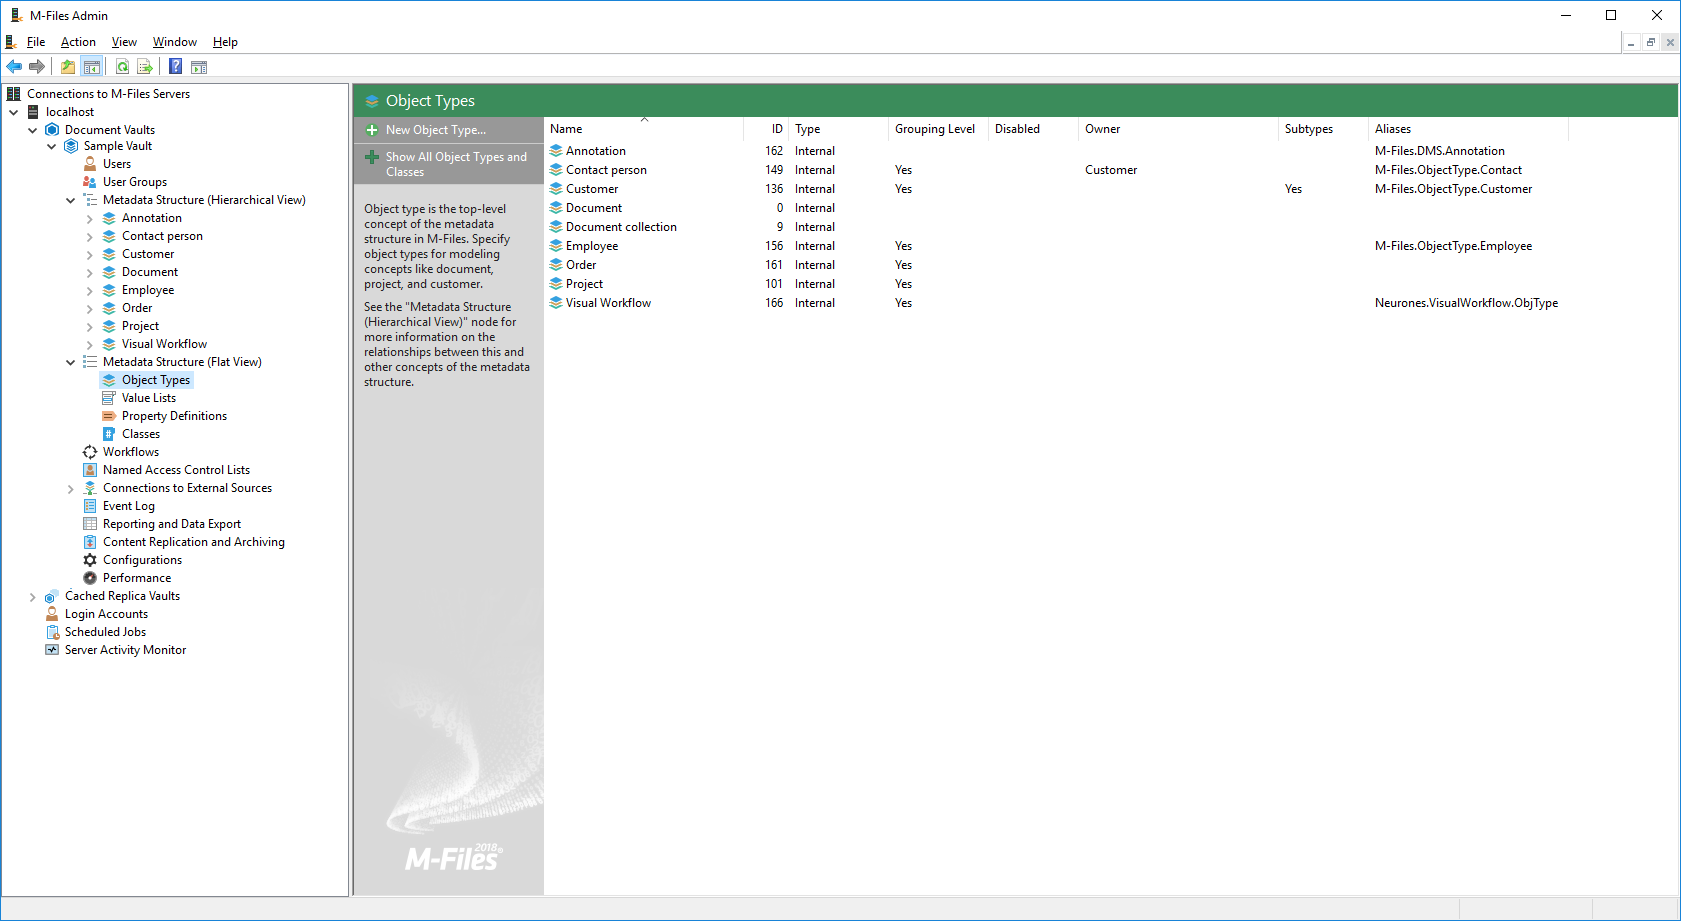 M-Files Admin
File Action View Window Help
Connections to M-Files Servers
localhost
Document Vaults
Sample Vault
Users
User Groups
Metadata Structure (Hierarchical View)
Annotation
Contact person
Customer
Document
Employee
Order
Project
Visual Workflow
Metadata Structure (Flat View)
Object Types
Value Lists
Property Definitions
Classes
Workflows
Named Access Control Lists
Connections to External Sources
Event Log
Reporting and Data Export
Content Replication and Archiving
Configurations
Performance
Cached Replica Vaults
Login Accounts
Scheduled Jobs
Server Activity Monitor
Object Types
New Object Type...
Show All Object Types and
Classes
Object type is the top-level
concept of the metadata
structure in M-Files. Specify
object types for modeling
concepts like document,
project, and customer.
See the "Metadata Structure
(Hierarchical View)" node for
more information on the
relationships between this and
other concepts of the metadata
structure.
M-Files 2018®
Name ID Type Grouping Level Disabled Owner Subtypes Aliases
Annotation 162 Internal M-Files.DMS.Annotation
Contact person 149 Internal Yes Customer M-Files.ObjectType.Contact
Customer 136 Internal Yes Yes M-Files.ObjectType.Customer
Document 0 Internal
Document collection 9 Internal
Employee 156 Internal Yes M-Files.ObjectType.Employee
Order 161 Internal Yes
Project 101 Internal Yes
Visual Workflow 166 Internal Yes Neurones.VisualWorkflow.ObjType